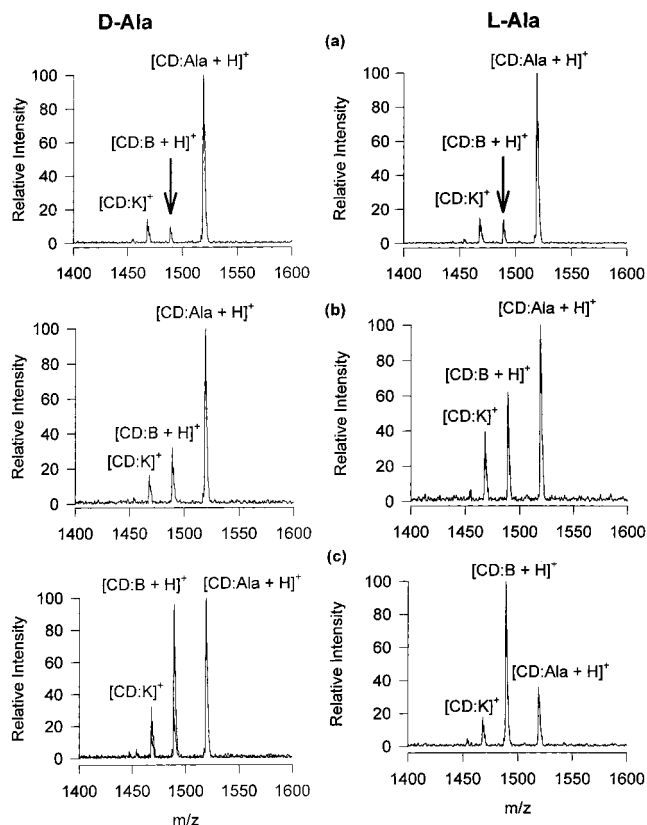 D-Ala
L-Ala
(a)
[CD:Ala + H]+
[CD:B + H]+
[CD:K]+
Relative Intensity
100
80
60
40
20
0
1400
1450
1500
1550
1600
[CD:Ala + H]+
[CD:B + H]+
[CD:K]+
Relative Intensity
100
80
60
40
20
0
1400
1450
1500
1550
1600
(b)
[CD:Ala + H]+
[CD:B + H]+
[CD:K]+
Relative Intensity
100
80
60
40
20
0
1400
1450
1500
1550
1600
[CD:Ala + H]+
[CD:B + H]+
[CD:K]+
Relative Intensity
100
80
60
40
20
0
1400
1450
1500
1550
1600
(c)
[CD:B + H]+
[CD:Ala + H]+
[CD:K]+
Relative Intensity
100
80
60
40
20
0
1400
1450
1500
1550
1600
m/z
[CD:B + H]+
[CD:Ala + H]+
[CD:K]+
Relative Intensity
100
80
60
40
20
0
1400
1450
1500
1550
1600
m/z